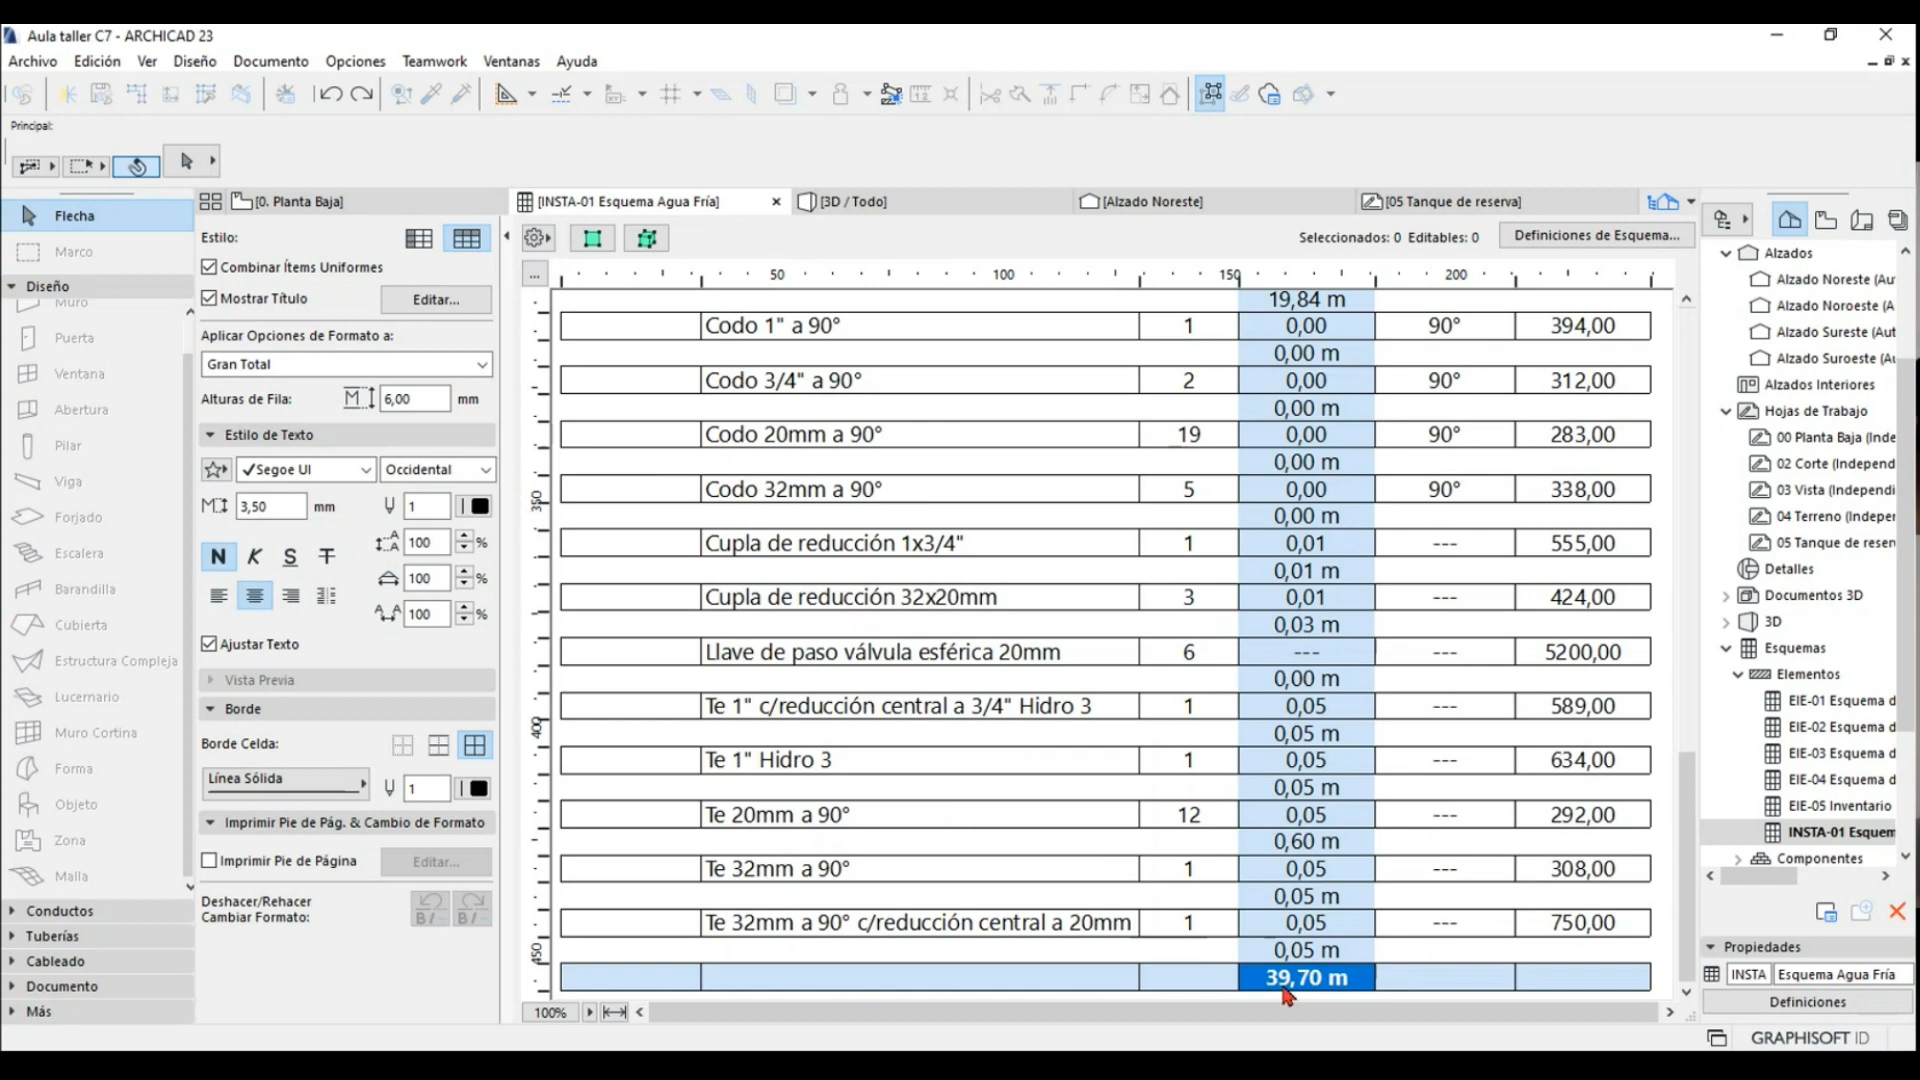 Aula taller C7 - ARCHICAD 23
Archivo Edición Ver Diseño Documento Opciones Teamwork Ventanas Ayuda
Principal:
[0. Planta Baja] [INSTA-01 Esquema Agua Fría] [3D / Todo] [Alzado Noreste] [05 Tanque de reserva]
Flecha
Marco
Diseño
Muro
Puerta
Ventana
Abertura
Pilar
Viga
Forjado
Escalera
Barandilla
Cubierta
Estructura Compleja
Lucernario
Muro Cortina
Forma
Objeto
Zona
Malla
Conductos
Tuberías
Cableado
Documento
Más
Estilo:
Combinar Ítems Uniformes
Mostrar Título Editar...
Aplicar Opciones de Formato a:
Gran Total
Alturas de Fila: 6,00 mm
Estilo de Texto
Segoe UI Occidental
3,50 mm 1
100 %
N K S T
100 %
100 %
Ajustar Texto
Vista Previa
Borde
Borde Celda:
Línea Sólida 1
Imprimir Pie de Pág. & Cambio de Formato
Imprimir Pie de Página Editar...
Deshacer/Rehacer
Cambiar Formato:
Seleccionados: 0 Editables: 0 Definiciones de Esquema...
... 50 100 150 200
350
400
450
19,84 m
Codo 1" a 90° 1 0,00 90° 394,00
0,00 m
Codo 3/4" a 90° 2 0,00 90° 312,00
0,00 m
Codo 20mm a 90° 19 0,00 90° 283,00
0,00 m
Codo 32mm a 90° 5 0,00 90° 338,00
0,00 m
Cupla de reducción 1x3/4" 1 0,01 --- 555,00
0,01 m
Cupla de reducción 32x20mm 3 0,01 --- 424,00
0,03 m
Llave de paso válvula esférica 20mm 6 --- --- 5200,00
0,00 m
Te 1" c/reducción central a 3/4" Hidro 3 1 0,05 --- 589,00
0,05 m
Te 1" Hidro 3 1 0,05 --- 634,00
0,05 m
Te 20mm a 90° 12 0,05 --- 292,00
0,60 m
Te 32mm a 90° 1 0,05 --- 308,00
0,05 m
Te 32mm a 90° c/reducción central a 20mm 1 0,05 --- 750,00
0,05 m
39,70 m
100%
Alzados
Alzado Noreste (Au
Alzado Noroeste (A
Alzado Sureste (Aut
Alzado Suroeste (Au
Alzados Interiores
Hojas de Trabajo
00 Planta Baja (Inde
02 Corte (Independ
03 Vista (Independi
04 Terreno (Indeper
05 Tanque de reser
Detalles
Documentos 3D
3D
Esquemas
Elementos
EIE-01 Esquema d
EIE-02 Esquema d
EIE-03 Esquema d
EIE-04 Esquema d
EIE-05 Inventario
INSTA-01 Esquem
Componentes
Propiedades
INSTA Esquema Agua Fría
Definiciones
GRAPHISOFT ID